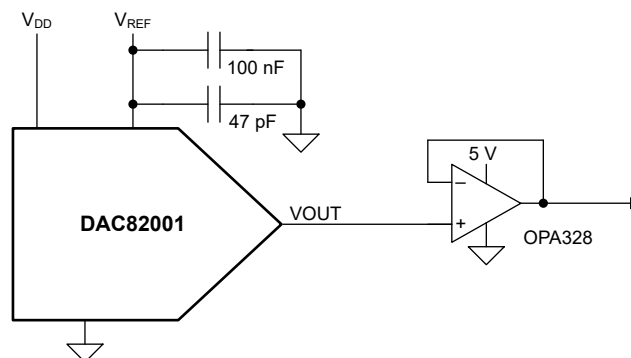 VDD
VREF
100 nF
47 pF
5 V
DAC82001
VOUT
−
+
OPA328